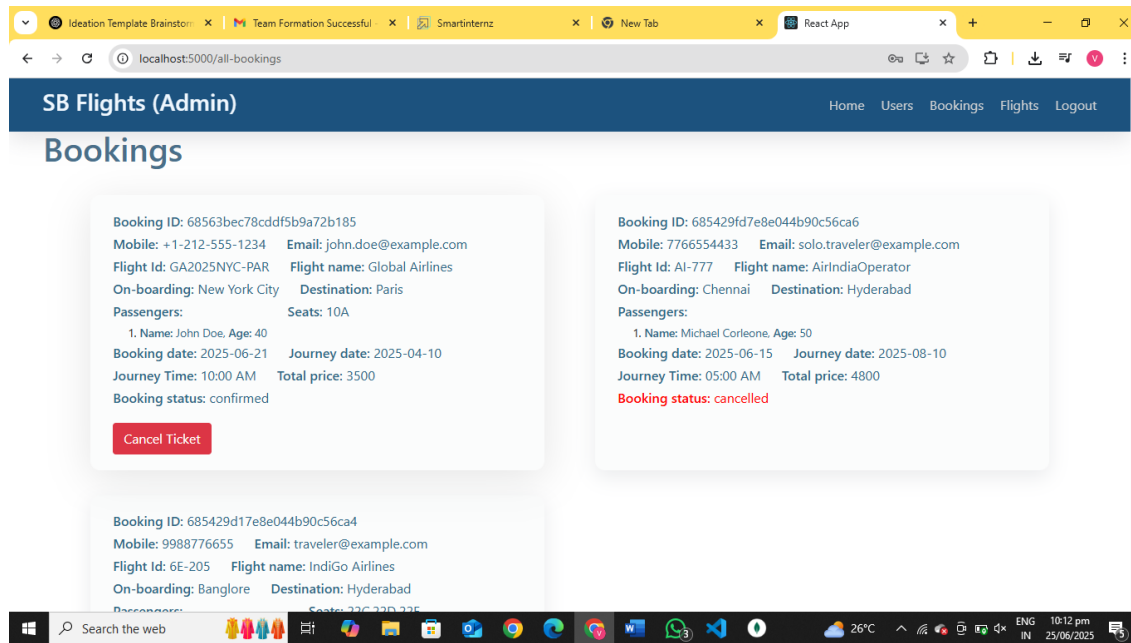 Ideation Template Brainstorm
Team Formation Successful -
Smartinternz
New Tab
React App
localhost:5000/all-bookings
V
SB Flights (Admin)
Home Users Bookings Flights Logout
Bookings
Booking ID: 68563bec78cddf5b9a72b185
Mobile: +1-212-555-1234 Email: john.doe@example.com
Flight Id: GA2025NYC-PAR Flight name: Global Airlines
On-boarding: New York City Destination: Paris
Passengers: Seats: 10A
1. Name: John Doe, Age: 40
Booking date: 2025-06-21 Journey date: 2025-04-10
Journey Time: 10:00 AM Total price: 3500
Booking status: confirmed
Cancel Ticket
Booking ID: 685429fd7e8e044b90c56ca6
Mobile: 7766554433 Email: solo.traveler@example.com
Flight Id: AI-777 Flight name: AirIndiaOperator
On-boarding: Chennai Destination: Hyderabad
Passengers:
1. Name: Michael Corleone, Age: 50
Booking date: 2025-06-15 Journey date: 2025-08-10
Journey Time: 05:00 AM Total price: 4800
Booking status: cancelled
Booking ID: 685429d17e8e044b90c56ca4
Mobile: 9988776655 Email: traveler@example.com
Flight Id: 6E-205 Flight name: IndiGo Airlines
On-boarding: Banglore Destination: Hyderabad
Passengers: Seats: 22C,22D,22E
Search the web
3
26°C
ENG
IN
10:12 pm
25/06/2025
5